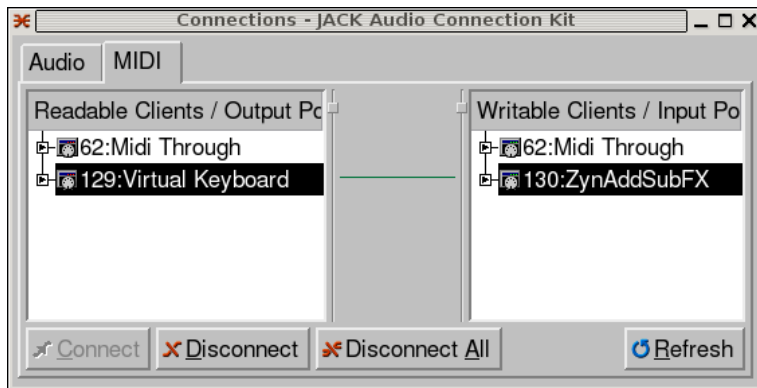 Connections - JACK Audio Connection Kit
Audio
MIDI
Readable Clients / Output Po
Writable Clients / Input Po
62:Midi Through
62:Midi Through
129:Virtual Keyboard
130:ZynAddSubFX
Connect
Disconnect
Disconnect All
Refresh